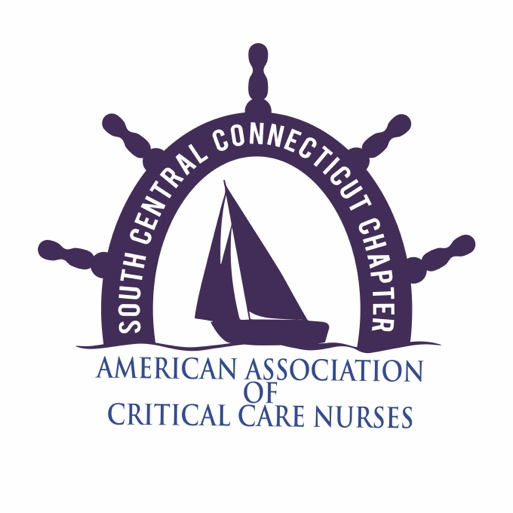 SOUTH CENTRAL CONNECTICUT CHAPTER
AMERICAN ASSOCIATION
OF
CRITICAL CARE NURSES